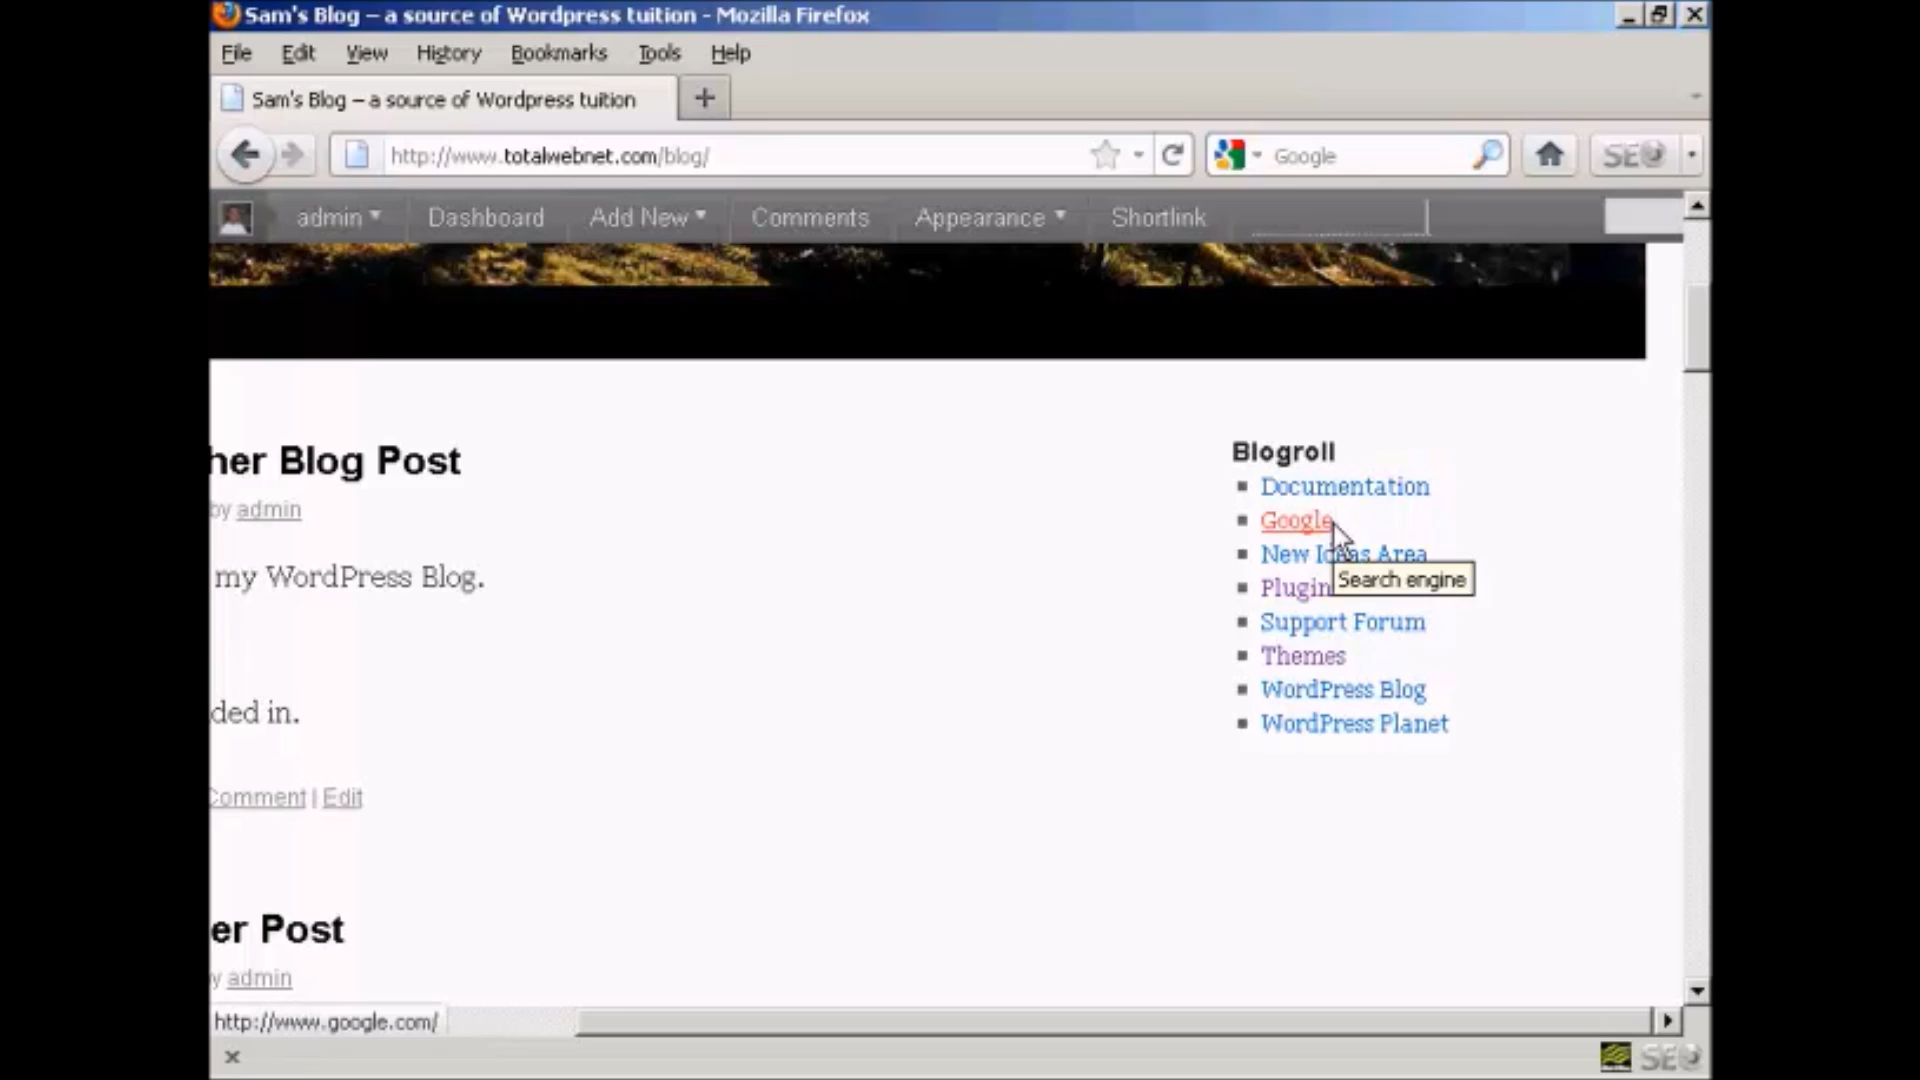 Sam's Blog – a source of Wordpress tuition - Mozilla Firefox
File Edit View History Bookmarks Tools Help
Sam's Blog – a source of Wordpress tuition
http://www.totalwebnet.com/blog/ Google SEO
admin Dashboard Add New Comments Appearance Shortlink
her Blog Post
by admin
my WordPress Blog.
ded in.
Comment | Edit
er Post
y admin
Blogroll
Documentation
Google
New Ideas Area
Search engine
Plugin
Support Forum
Themes
WordPress Blog
WordPress Planet
http://www.google.com/
SEO